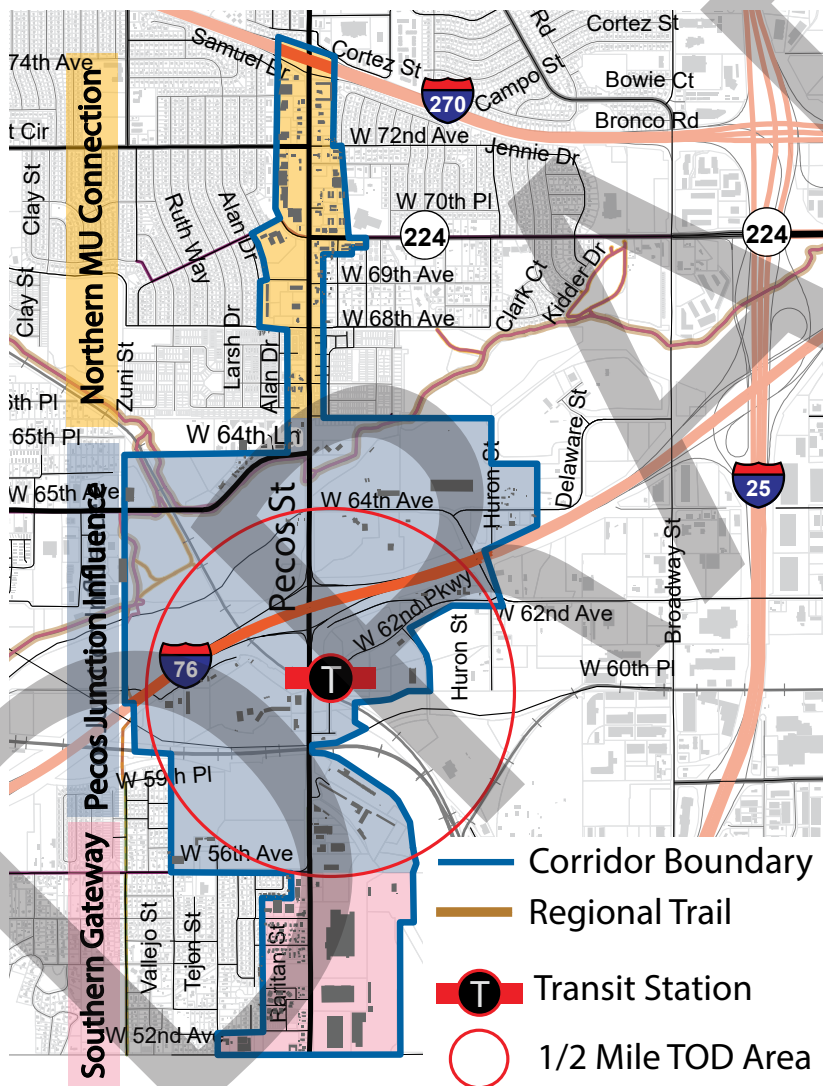 Cortez St
Rd
Samuel Dr
Cortez St
74th Ave
Bowie Ct
270
Campo St
Bronco Rd
t Cir
W 72nd Ave
Jennie Dr
Northern MU Connection
Clay St
Ruth Way
Alan Dr
W 70th Pl
224
224
W 69th Ave
Clark Ct
Kidder Dr
Clay St
W 68th Ave
Larsh Dr
Alan Dr
Zuni St
6th Pl
65th Pl
W 64th Ln
Delaware St
W 65th Ave
Pecos St
W 64th Ave
Huron St
25
Pecos Junction Influence
Broadway St
W 62nd Pkwy
W 62nd Ave
76
T
Huron St
W 60th Pl
W 59th Pl
W 56th Ave
Southern Gateway
Vallejo St
Tejon St
Raritan St
W 52nd Ave
Corridor Boundary
Regional Trail
T
Transit Station
1/2 Mile TOD Area